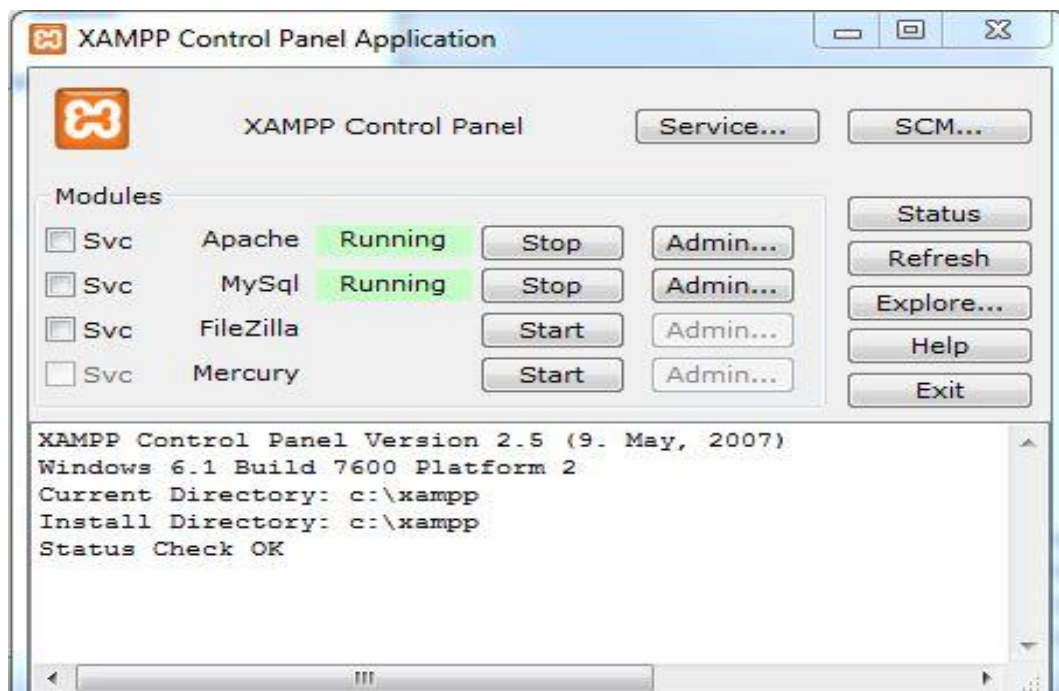 XAMPP Control Panel Application
XAMPP Control Panel Service... SCM...
Modules
Svc Apache Running Stop Admin...
Svc MySql Running Stop Admin...
Svc FileZilla Start Admin...
Svc Mercury Start Admin...
Status
Refresh
Explore...
Help
Exit
XAMPP Control Panel Version 2.5 (9. May, 2007)
Windows 6.1 Build 7600 Platform 2
Current Directory: c:\xampp
Install Directory: c:\xampp
Status Check OK